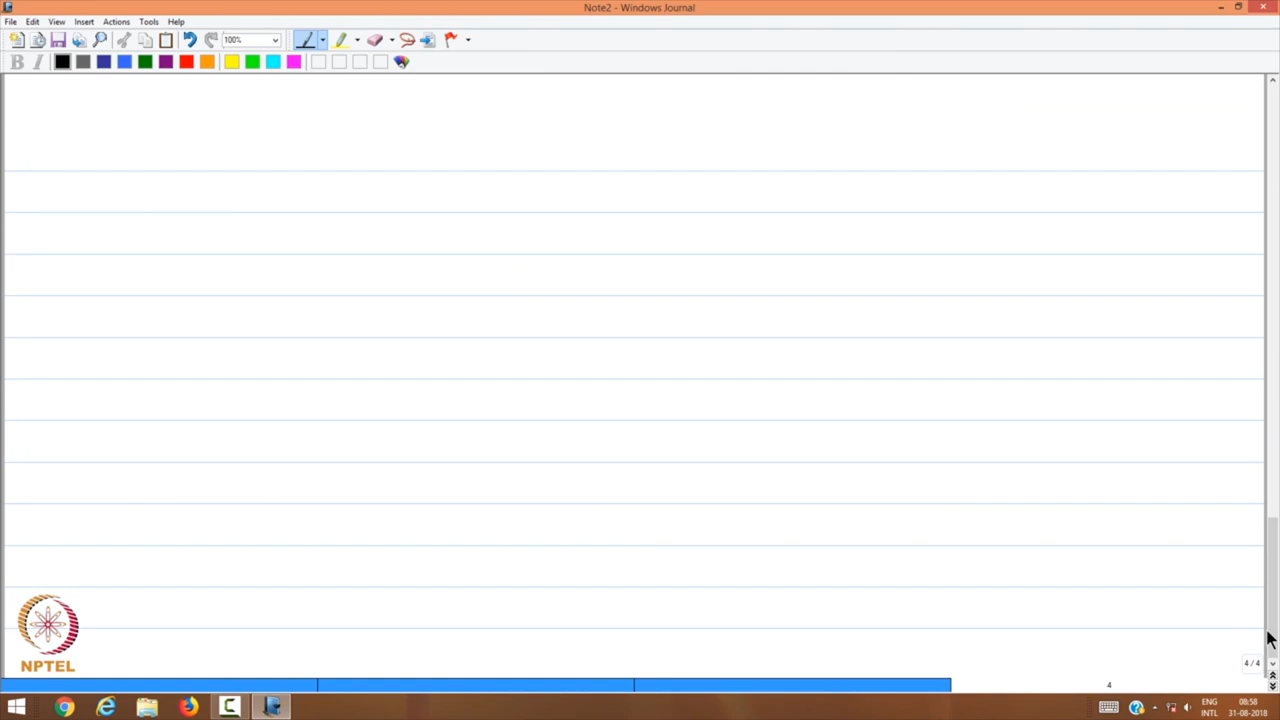 Note2 - Windows Journal
File Edit View Insert Actions Tools Help
100%
B I
NPTEL
4 / 4
4
ENG 08:58
INTL 31-08-2018